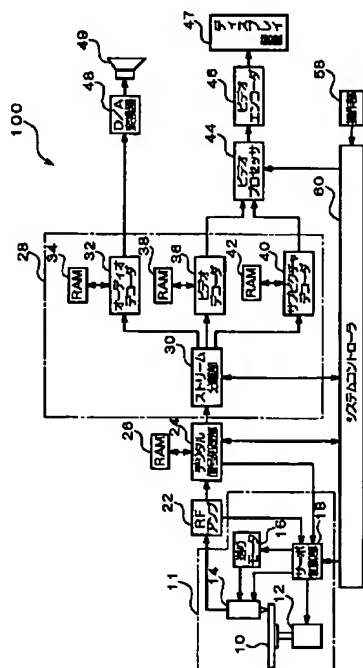 100
49
48
D/A
変換器
47
ディスプレイ
装置
46
ビデオ
エンコーダ
44
ビデオ
プロセッサ
58
操作部
28
34
RAM
32
オーディオ
デコーダ
38
RAM
36
ビデオ
デコーダ
42
RAM
40
サブピクチャ
デコーダ
30
ストリーム
分離部
26
RAM
24
デジタル
信号処理部
22
RF
アンプ
60
システムコントローラ
11
14
16
送り
モータ
18
サーボ
制御部
10
12